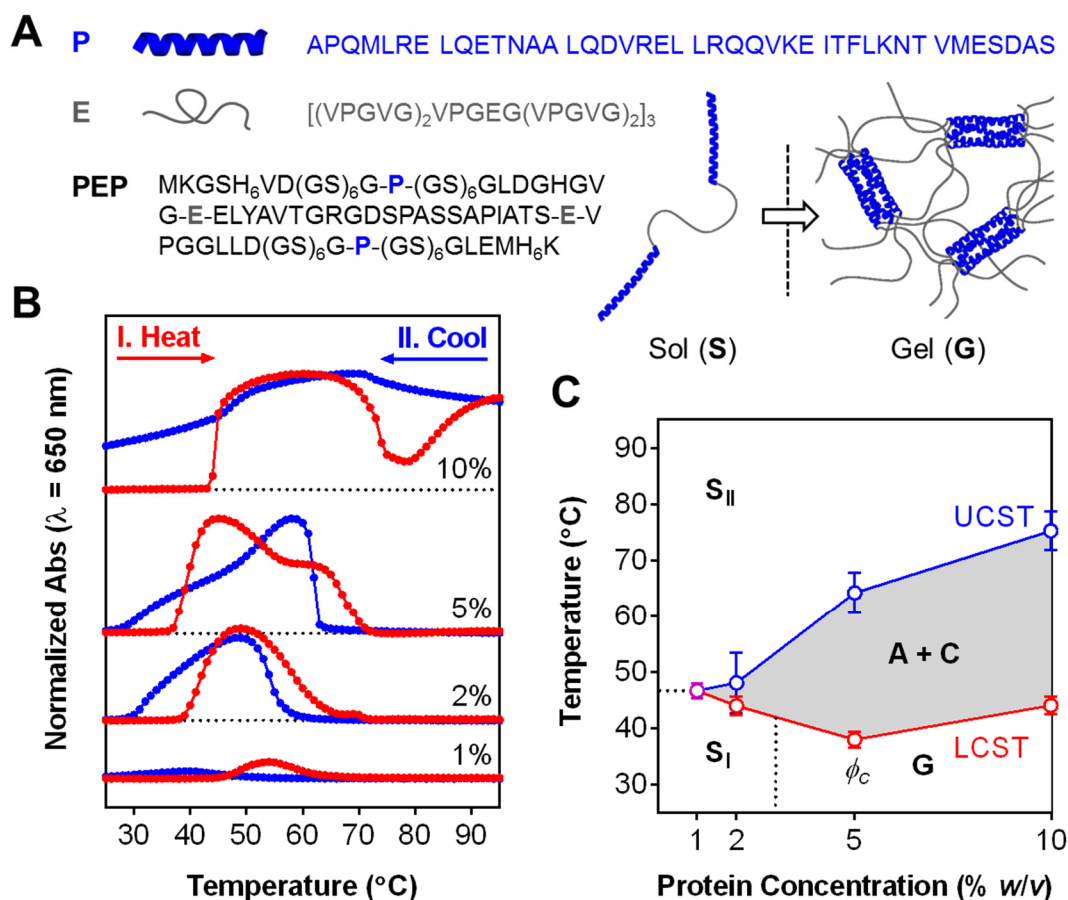 A
P APQMLRE LQETNAA LQDVREL LRQQVKE ITFLKNT VMESDAS
E [(VPGVG)₂VPGEG(VPGVG)₂]₃
PEP MKGSH₆VD(GS)₆G-P-(GS)₆GLDGHGV
G-E-ELYAVTGRGDSPASSAPIATS-E-V
PGGLLD(GS)₆G-P-(GS)₆GLEMH₆K
Sol (S) Gel (G)
B
I. Heat II. Cool
10%
5%
2%
1%
Normalized Abs (λ = 650 nm)
30 40 50 60 70 80 90
Temperature (°C)
C
90
80
70
60
50
40
30
Temperature (°C)
S_II
UCST
A + C
LCST
S_I
ϕ_C
G
1 2 5 10
Protein Concentration (% w/v)